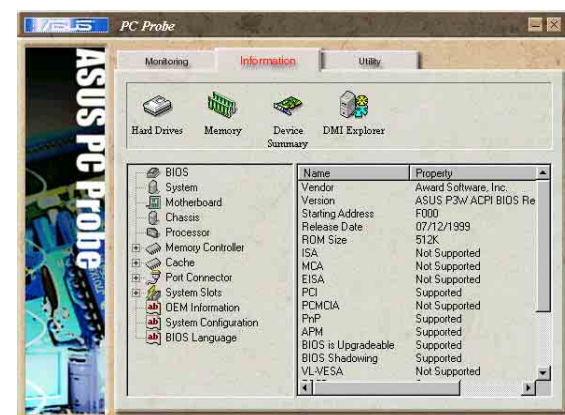 ASUS PC Probe
ASUS PC Probe
Monitoring Information Utility
Hard Drives Memory Device Summary DMI Explorer
BIOS
System
Motherboard
Chassis
Processor
Memory Controller
Cache
Port Connector
System Slots
OEM Information
System Configuration
BIOS Language
Name Property
Vendor Award Software, Inc.
Version ASUS P3W ACPI BIOS Re
Starting Address F000
Release Date 07/12/1999
ROM Size 512K
ISA Not Supported
MCA Not Supported
EISA Not Supported
PCI Supported
PCMCIA Not Supported
PnP Supported
APM Supported
BIOS is Upgradeable Supported
BIOS Shadowing Supported
VL-VESA Not Supported